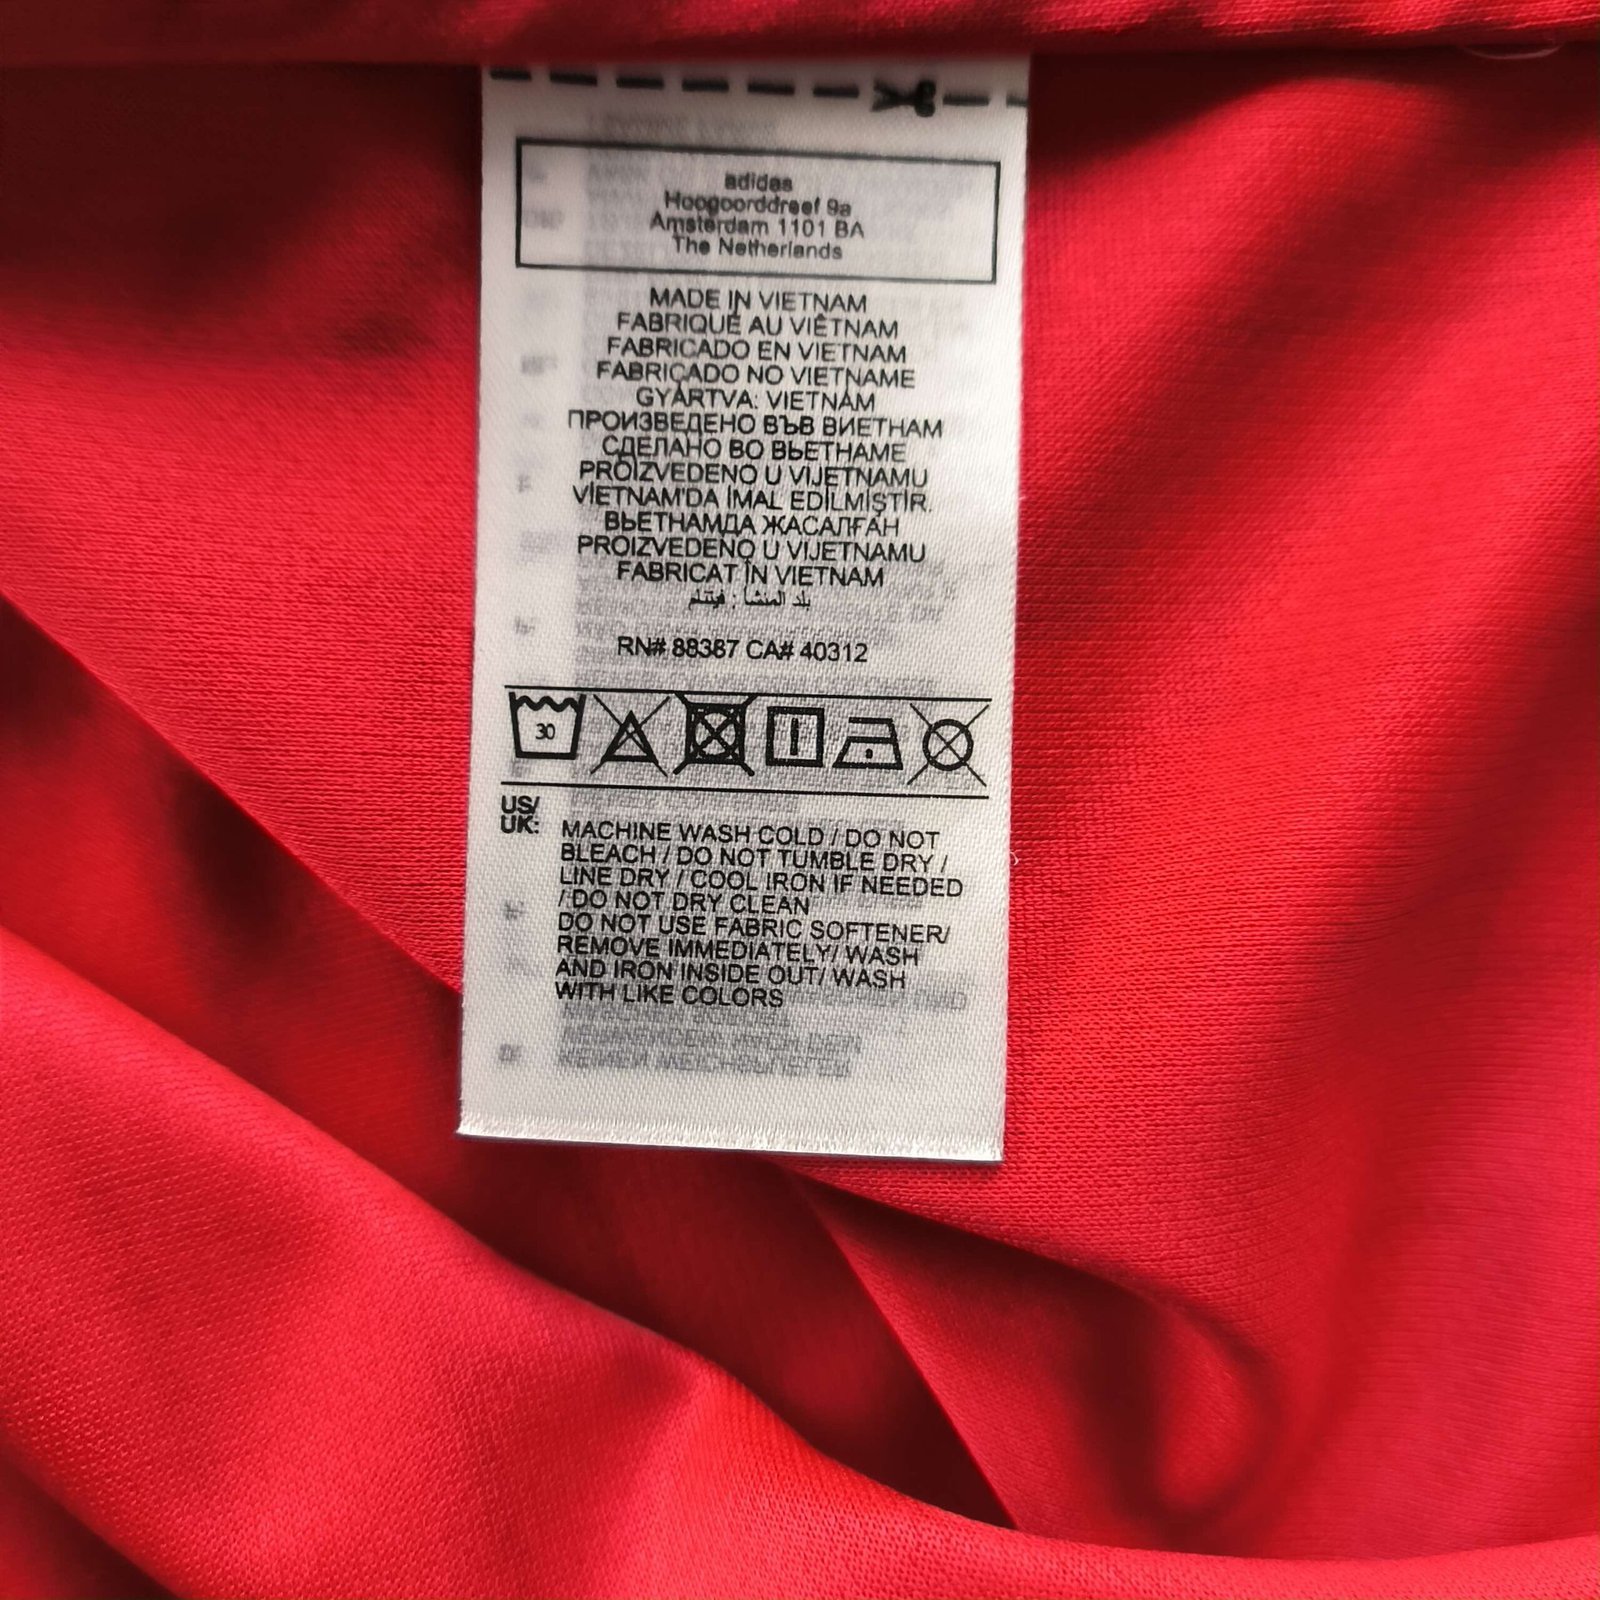 adidas
Hoogoorddreef 9a
Amsterdam 1101 BA
The Netherlands
MADE IN VIETNAM
FABRIQUÉ AU VIÊTNAM
FABRICADO EN VIETNAM
FABRICADO NO VIETNAME
GYÁRTVA: VIETNÁM
ПРОИЗВЕДЕНО ВЪВ ВИЕТНАМ
СДЕЛАНО ВО ВЬЕТНАМЕ
PROIZVEDENO U VIJETNAMU
VİETNAM'DA İMAL EDİLMİŞTİR.
ВЬЕТНАМДА ЖАСАЛҒАН
PROIZVEDENO U VIJETNAMU
FABRICAT ÎN VIETNAM
بلد المنشأ : فيتنام
RN# 88387 CA# 40312
30
US/
UK:
MACHINE WASH COLD / DO NOT
BLEACH / DO NOT TUMBLE DRY /
LINE DRY / COOL IRON IF NEEDED
/ DO NOT DRY CLEAN
DO NOT USE FABRIC SOFTENER/
REMOVE IMMEDIATELY/ WASH
AND IRON INSIDE OUT/ WASH
WITH LIKE COLORS